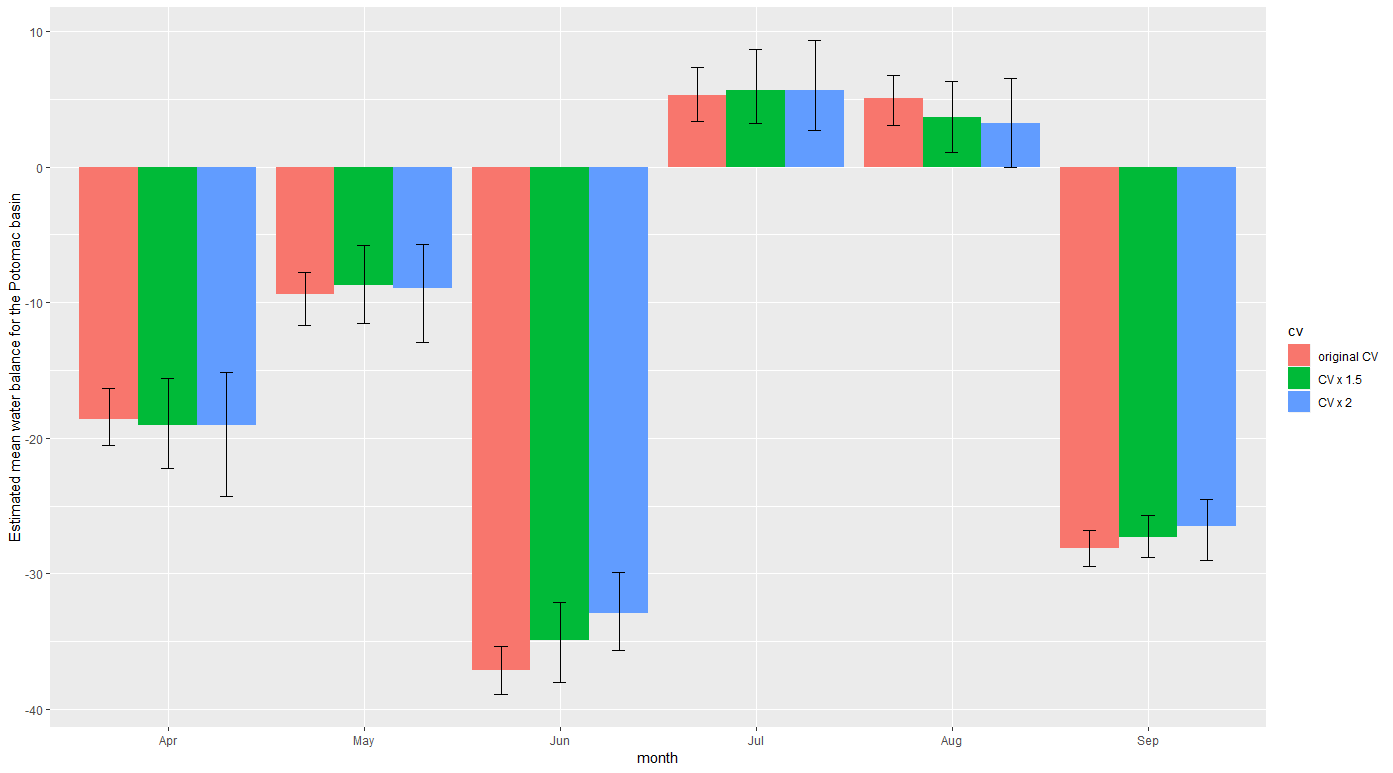 Estimated mean water balance for the Potomac basin
10
0
-10
-20
-30
-40
Apr
May
Jun
Jul
Aug
Sep
month
cv
original CV
CV x 1.5
CV x 2